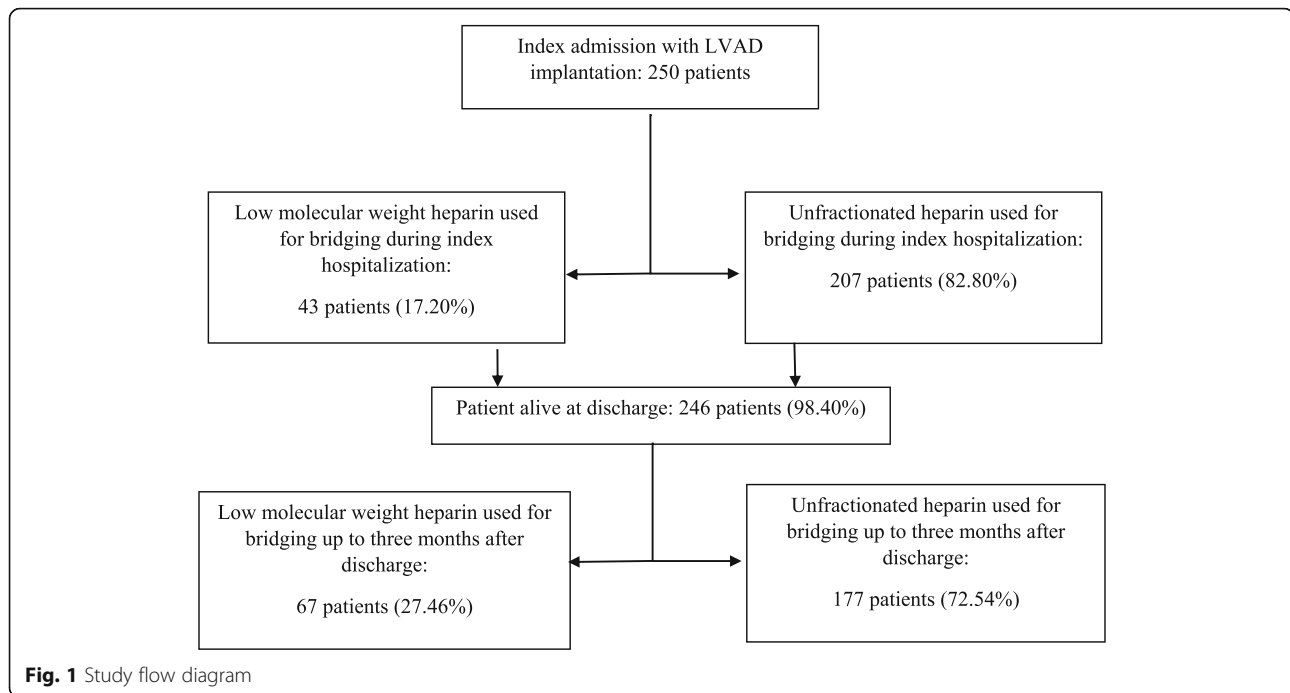 Index admission with LVAD
implantation: 250 patients
Low molecular weight heparin used
for bridging during index
hospitalization:
43 patients (17.20%)
Unfractionated heparin used for
bridging during index hospitalization:
207 patients (82.80%)
Patient alive at discharge: 246 patients (98.40%)
Low molecular weight heparin used for
bridging up to three months after
discharge:
67 patients (27.46%)
Unfractionated heparin used for
bridging up to three months after
discharge:
177 patients (72.54%)
Fig. 1 Study flow diagram